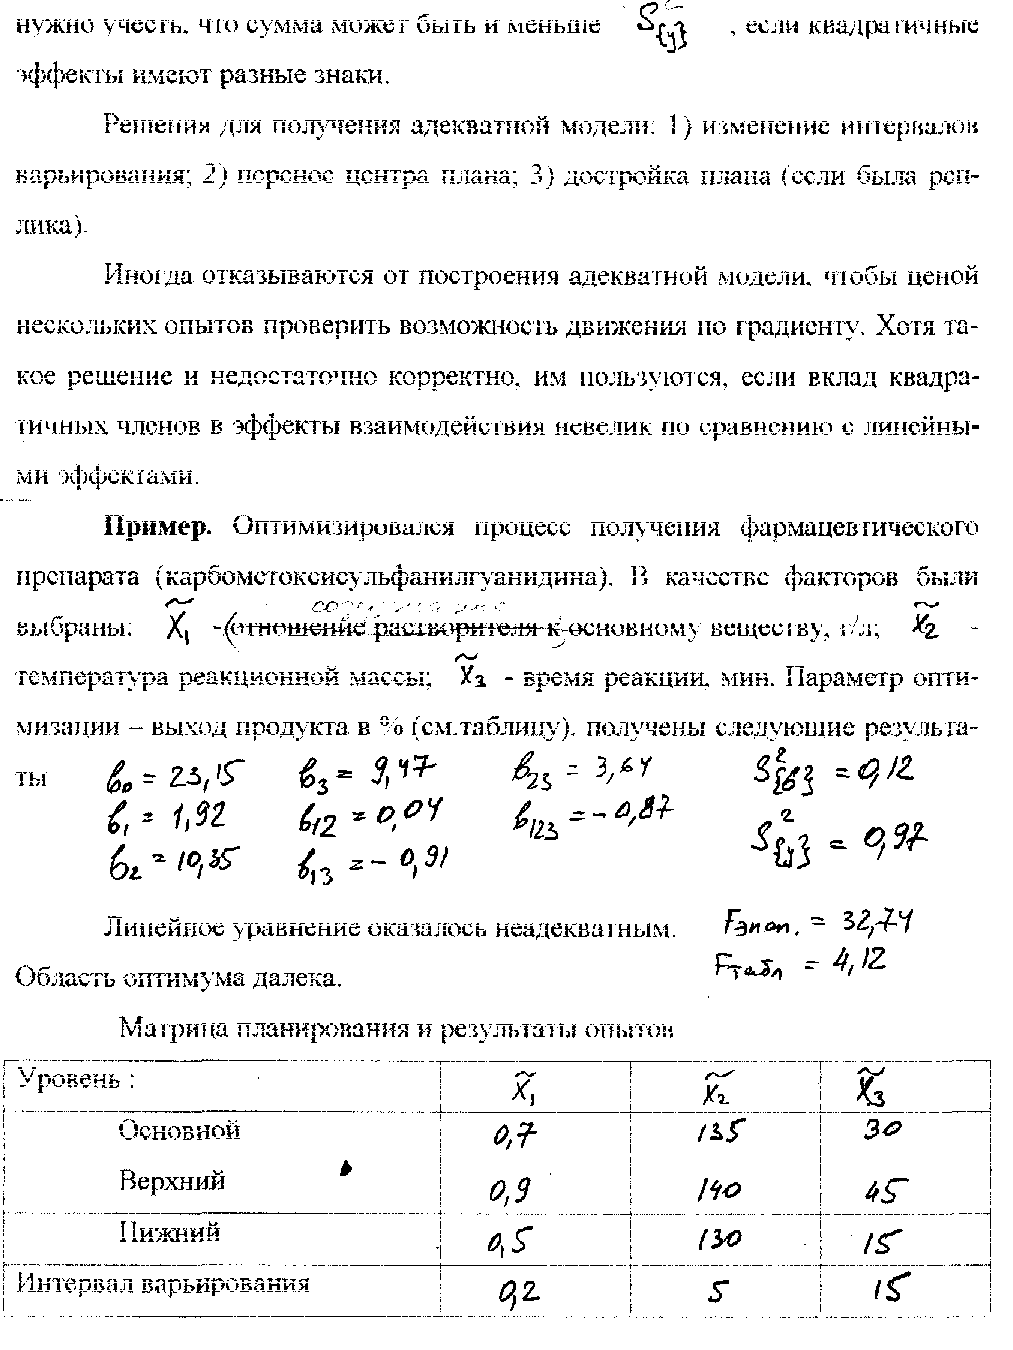 нужно учесть, что сумма может быть и меньше S²{y} , если квадратичные
эффекты имеют разные знаки.
Решения для получения адекватной модели: 1) изменение интервалов
варьирования; 2) перенос центра плана; 3) достройка плана (если была реп-
лика).
Иногда отказываются от построения адекватной модели, чтобы ценой
нескольких опытов проверить возможность движения по градиенту. Хотя та-
кое решение и недостаточно корректно, им пользуются, если вклад квадра-
тичных членов в эффекты взаимодействия невелик по сравнению с линейны-
ми эффектами.
Пример. Оптимизировался процесс получения фармацевтического
препарата (карбометоксисульфанилгуанидина). В качестве факторов были
выбраны: X̃₁ -(отношение растворителя к основному веществу, г/л; X̃₂ -
температура реакционной массы; X̃₃ - время реакции, мин. Параметр опти-
мизации – выход продукта в % (см.таблицу). получены следующие результа-
ты b₀ = 23,15 b₃ = 9,47 b₂₃ = 3,64 S²{b} = 0,12
b₁ = 1,92 b₁₂ = 0,04 b₁₂₃ = - 0,87 S²{y} = 0,97
b₂ = 10,35 b₁₃ = - 0,91
Линейное уравнение оказалось неадекватным. Fэксп. = 32,74
Область оптимума далека. Fтабл = 4,12
Матрица планирования и результаты опытов
Уровень : X̃₁ X̃₂ X̃₃
Основной 0,7 135 30
Верхний 0,9 140 45
Нижний 0,5 130 15
Интервал варьирования 0,2 5 15